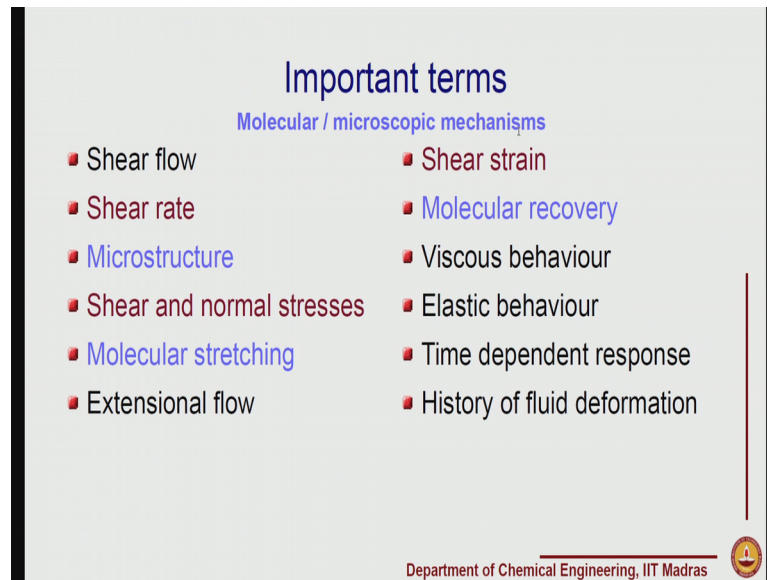 Important terms
Molecular / microscopic mechanisms
Shear flow
Shear rate
Microstructure
Shear and normal stresses
Molecular stretching
Extensional flow
Shear strain
Molecular recovery
Viscous behaviour
Elastic behaviour
Time dependent response
History of fluid deformation
Department of Chemical Engineering, IIT Madras